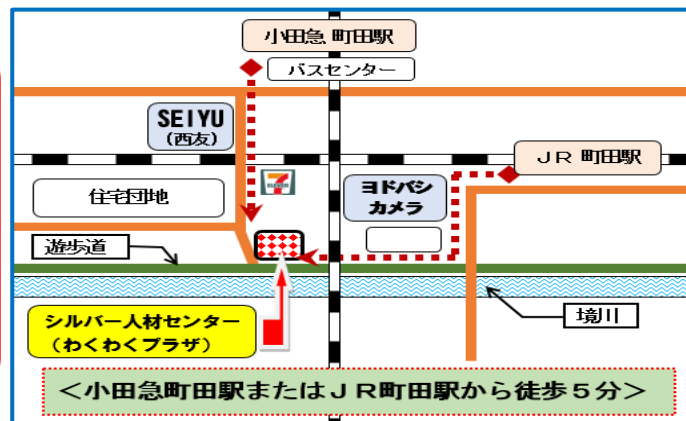 小田急 町田駅
バスセンター
SEIYU
(西友)
ＪＲ 町田駅
ELEVEN
住宅団地
ヨドバシ
カメラ
遊歩道
シルバー人材センター
(わくわくプラザ)
境川
＜小田急町田駅またはＪＲ町田駅から徒歩５分＞